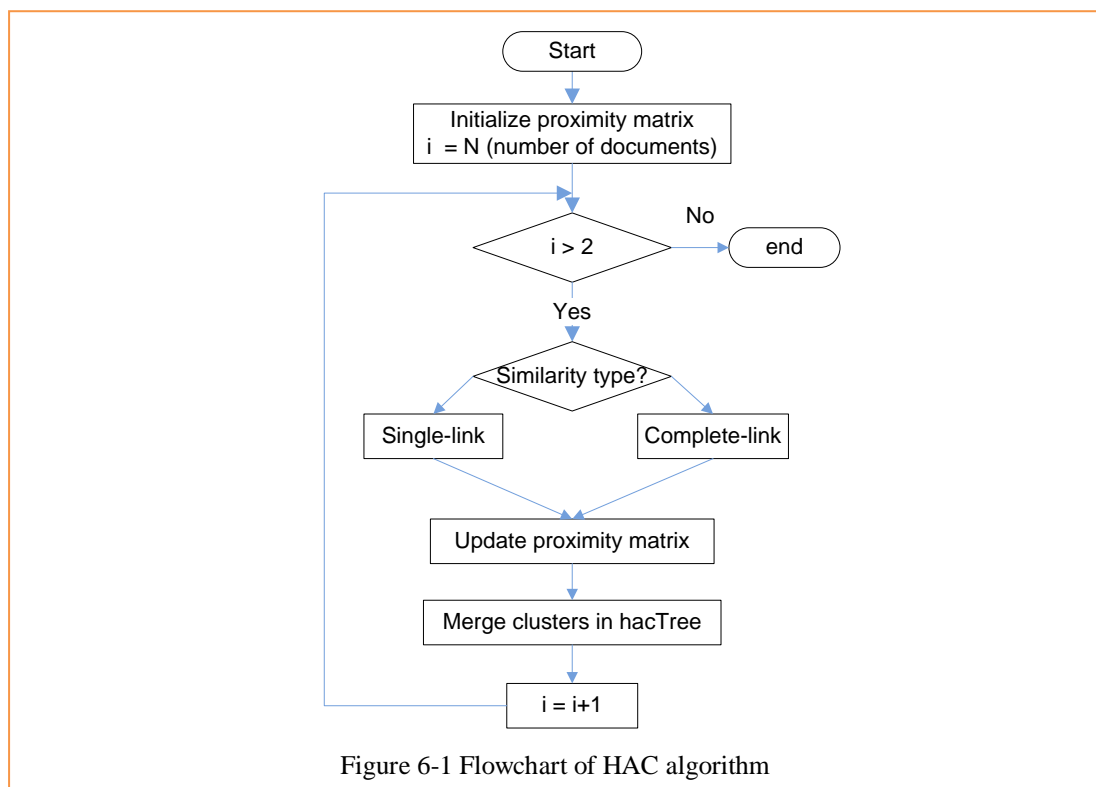 Start
Initialize proximity matrix
i = N (number of documents)
No
i > 2
end
Yes
Similarity type?
Single-link
Complete-link
Update proximity matrix
Merge clusters in hacTree
i = i+1
Figure 6-1 Flowchart of HAC algorithm